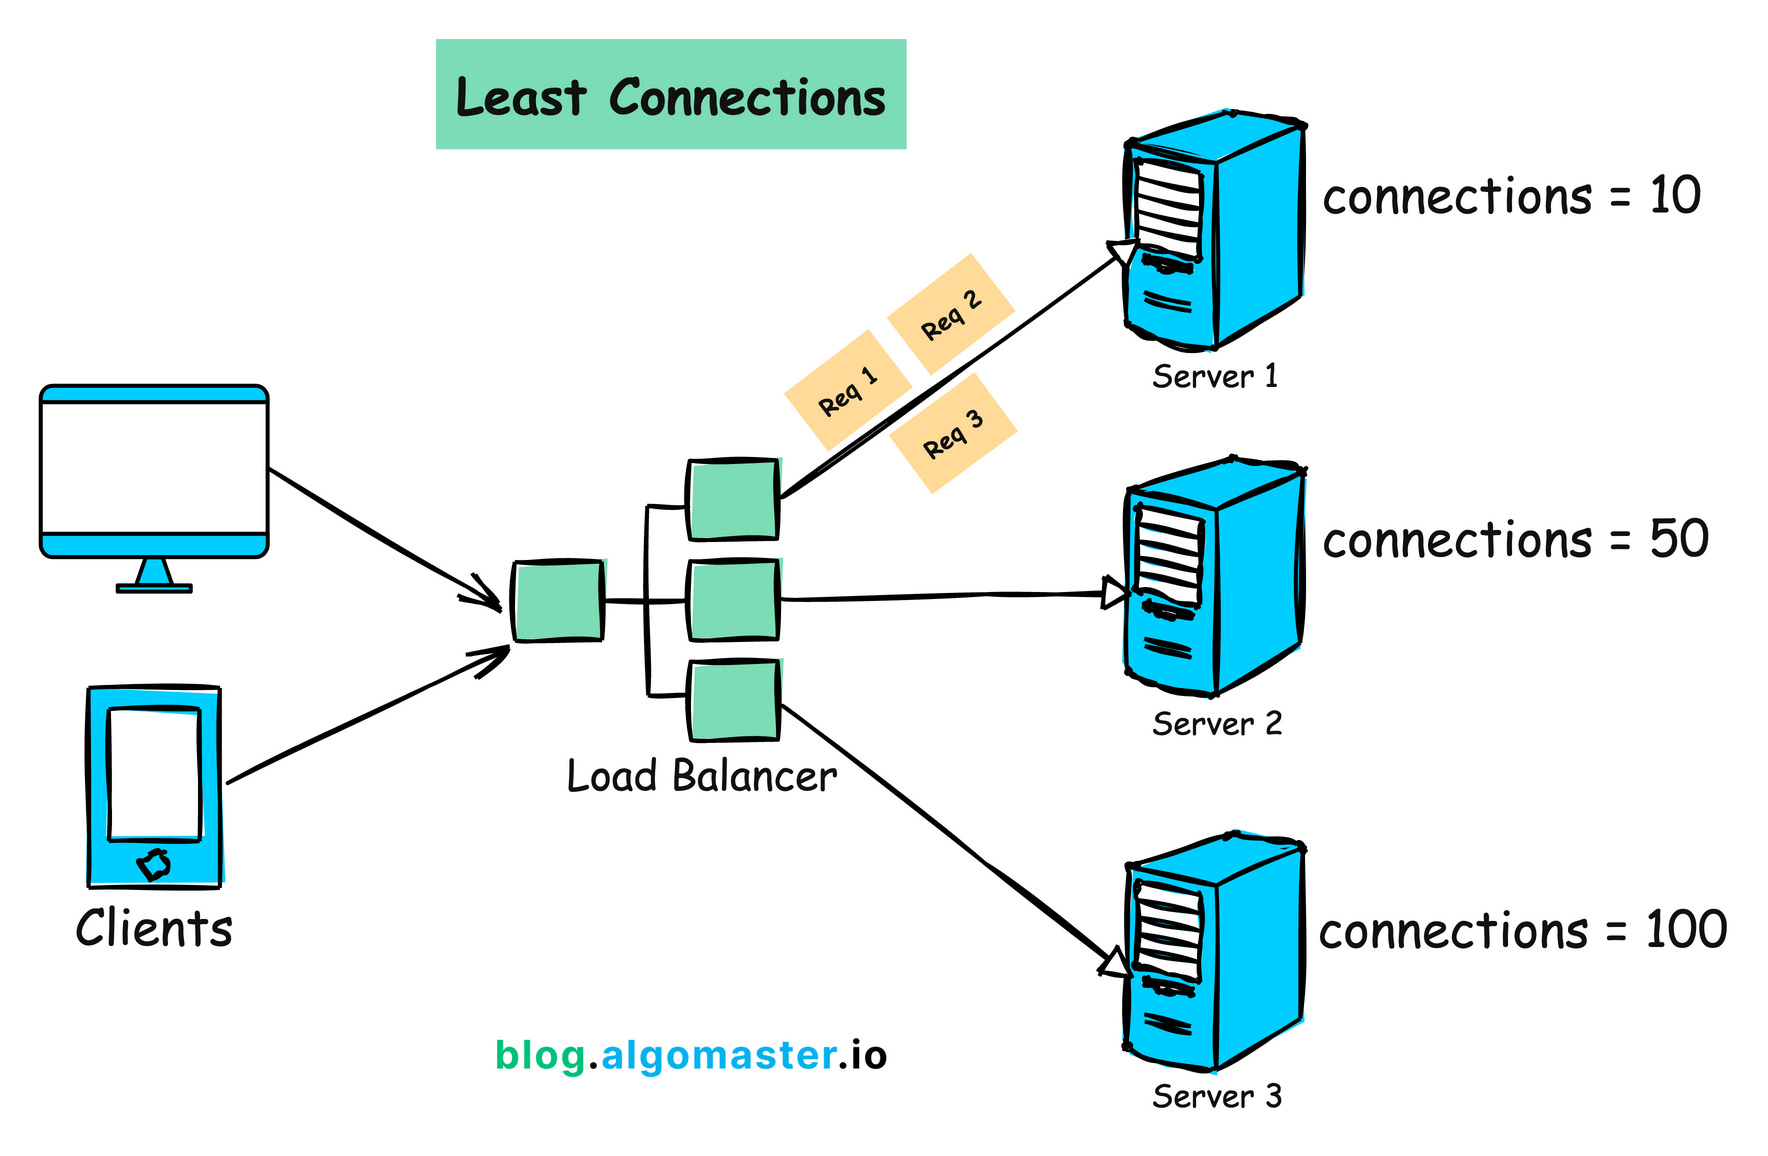 Least Connections
connections = 10
Req 2
Req 1
Server 1
Req 3
connections = 50
Server 2
Load Balancer
Clients
connections = 100
blog.algomaster.io
Server 3